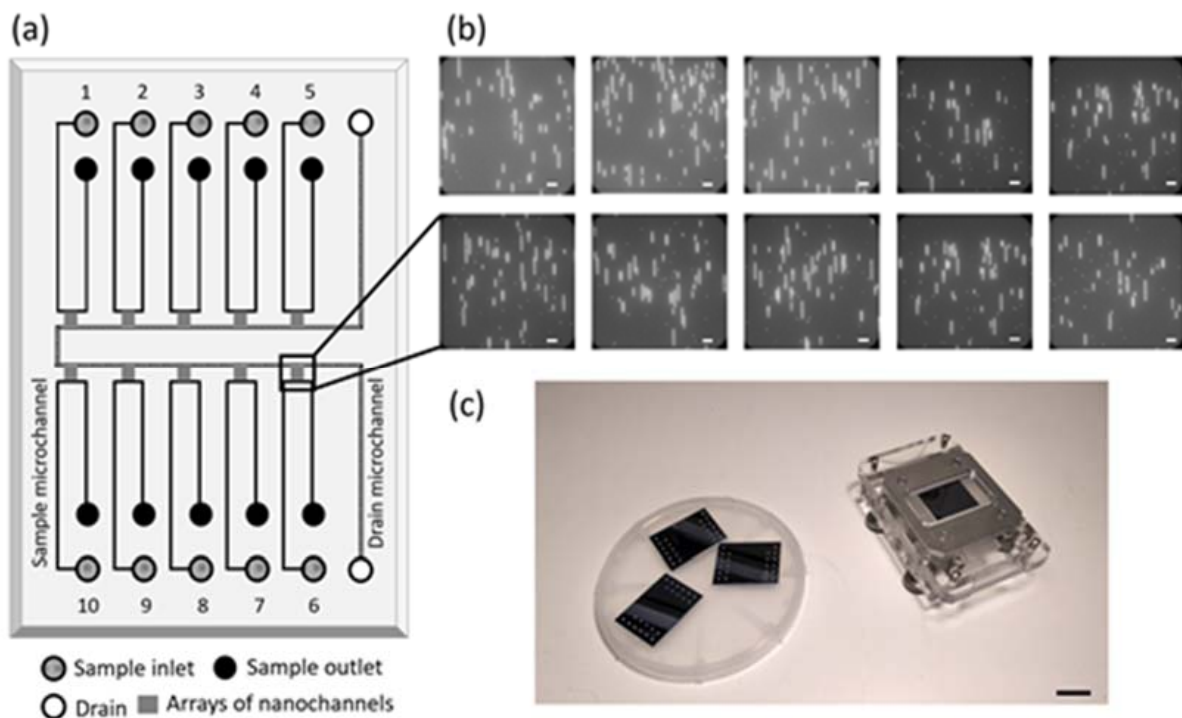 (a)
(b)
1 2 3 4 5
Sample microchannel
Drain microchannel
10 9 8 7 6
Sample inlet Sample outlet
Drain Arrays of nanochannels
(c)